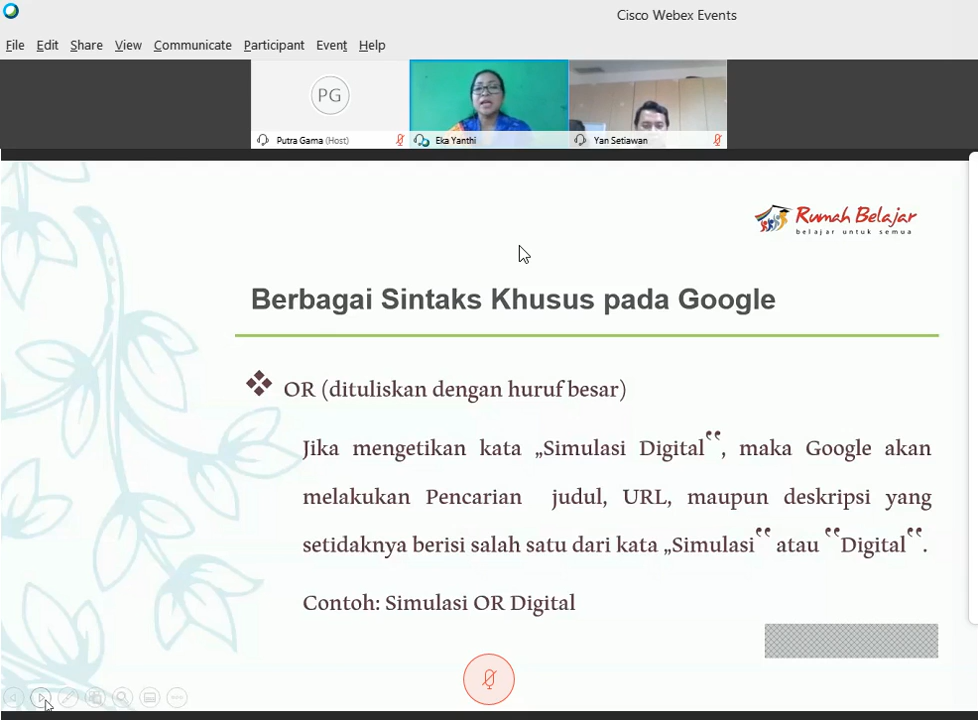 Cisco Webex Events
File Edit Share View Communicate Participant Event Help
PG
Putra Gama (Host)
Eka Yanthi
Yan Setiawan
Rumah Belajar
belajar untuk semua
Berbagai Sintaks Khusus pada Google
❖ OR (dituliskan dengan huruf besar)
Jika mengetikan kata „Simulasi Digital‟, maka Google akan
melakukan Pencarian judul, URL, maupun deskripsi yang
setidaknya berisi salah satu dari kata „Simulasi‟ atau ‟Digital‟.
Contoh: Simulasi OR Digital